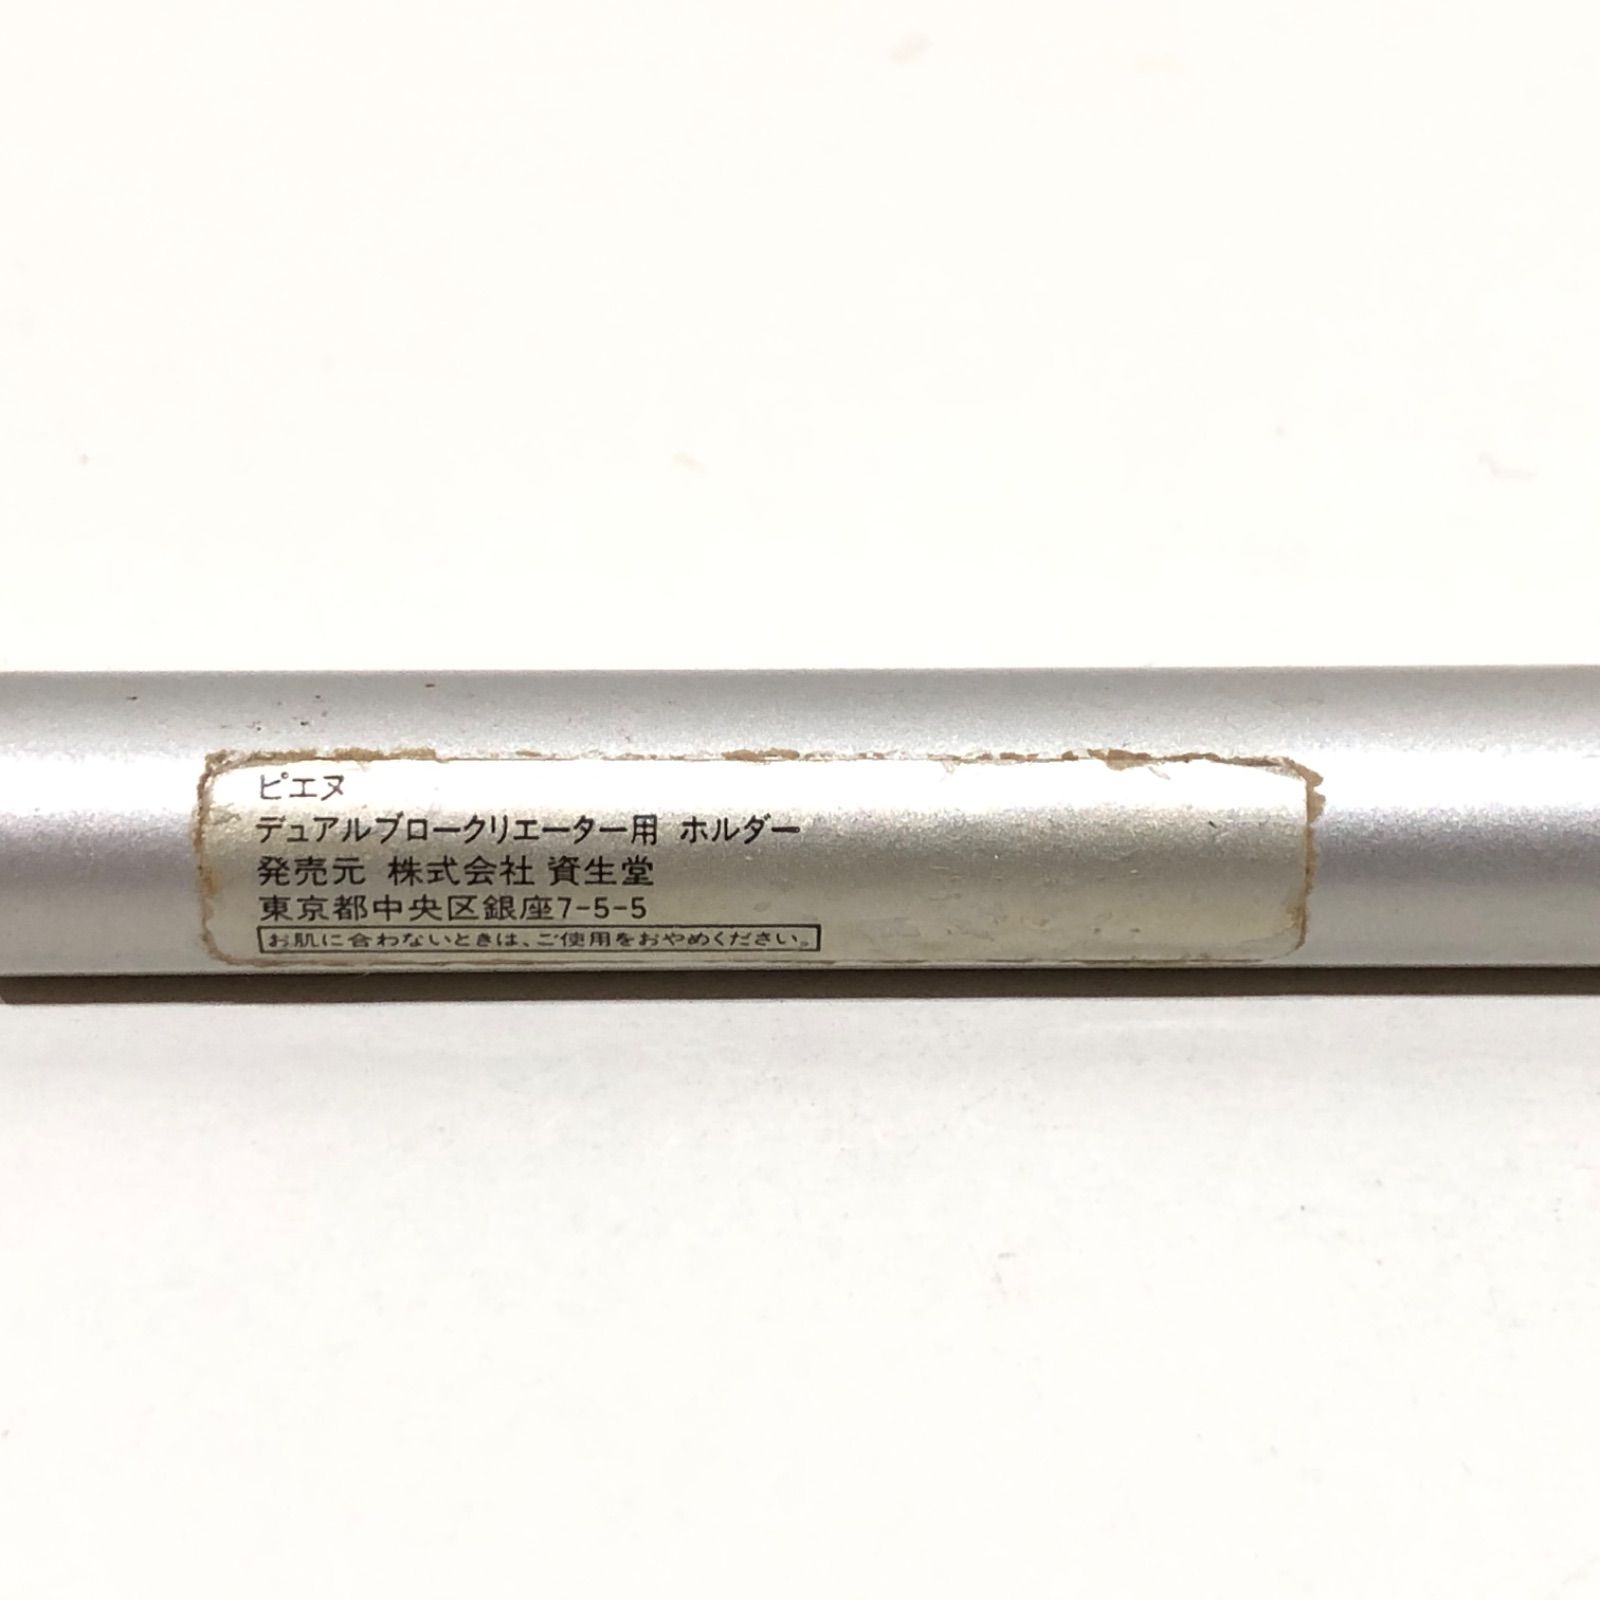 ピエヌ
デュアルブロークリエーター用 ホルダー
発売元 株式会社 資生堂
東京都中央区銀座7-5-5
お肌に合わないときは、ご使用をおやめください。